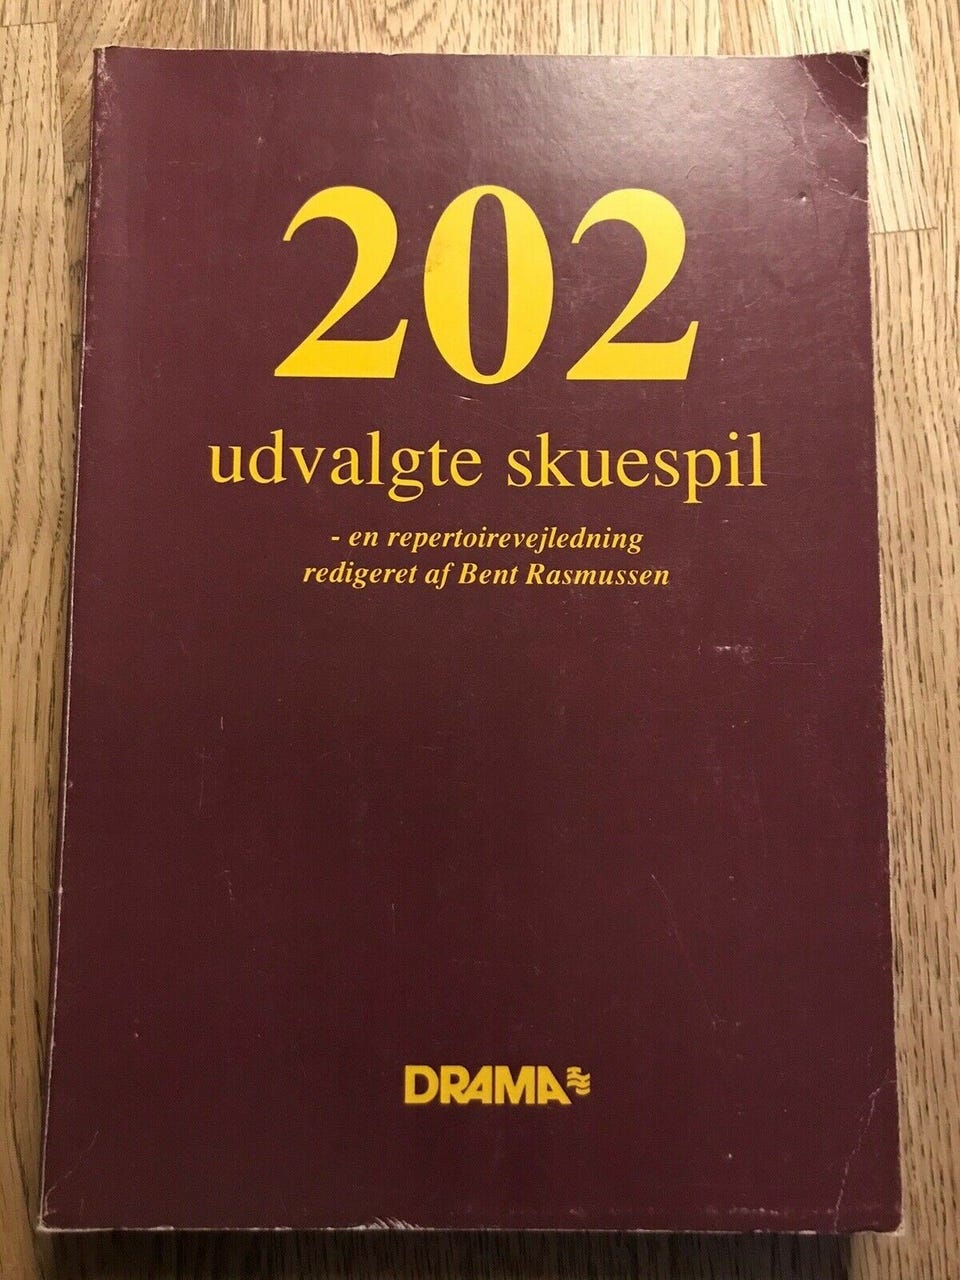 202
udvalgte skuespil
- en repertoirevejledning
redigeret af Bent Rasmussen
DRAMA